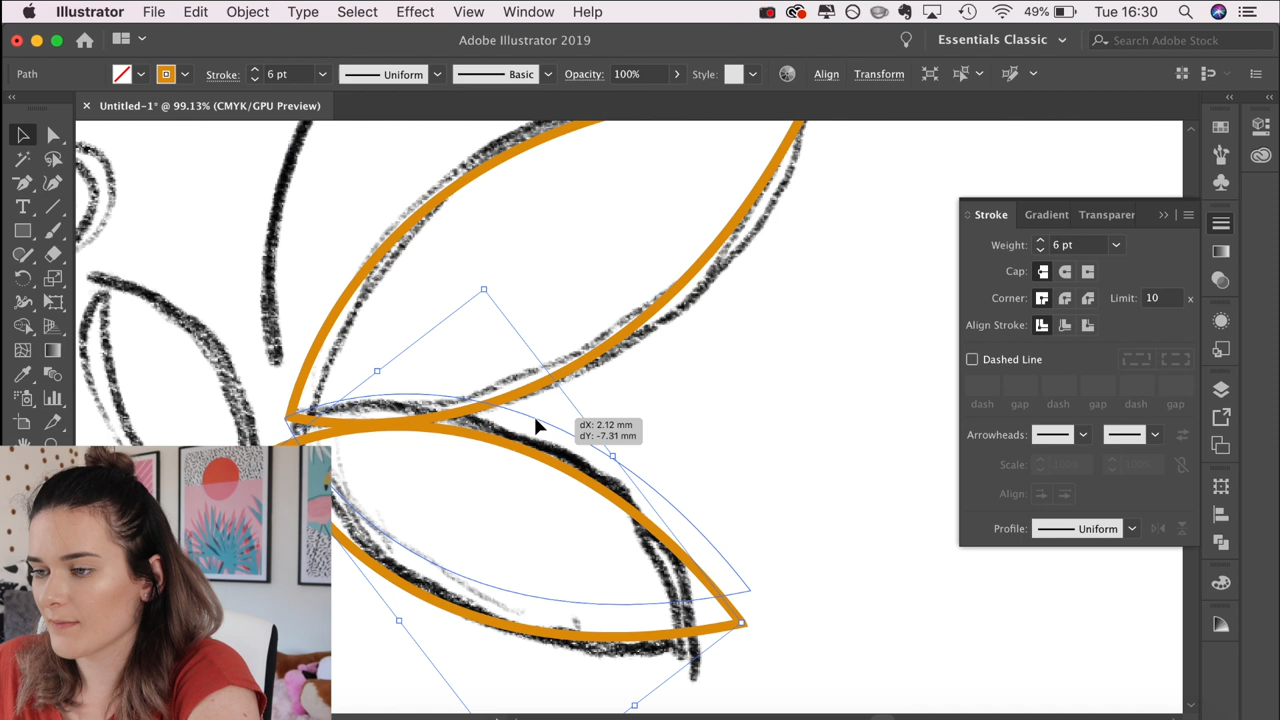 Illustrator File Edit Object Type Select Effect View Window Help 49% Tue 16:30
Adobe Illustrator 2019 Essentials Classic Search Adobe Stock
Path Stroke: 6 pt Uniform Basic Opacity: 100% Style: Align Transform
Untitled-1* @ 99.13% (CMYK/GPU Preview)
Stroke Gradient Transparer
Weight: 6 pt
Cap:
Corner: Limit: 10 x
Align Stroke:
Dashed Line
dash gap dash gap dash gap
Arrowheads:
Scale: 100% 100%
Align:
Profile: Uniform
dX: 2.12 mm
dY: -7.31 mm